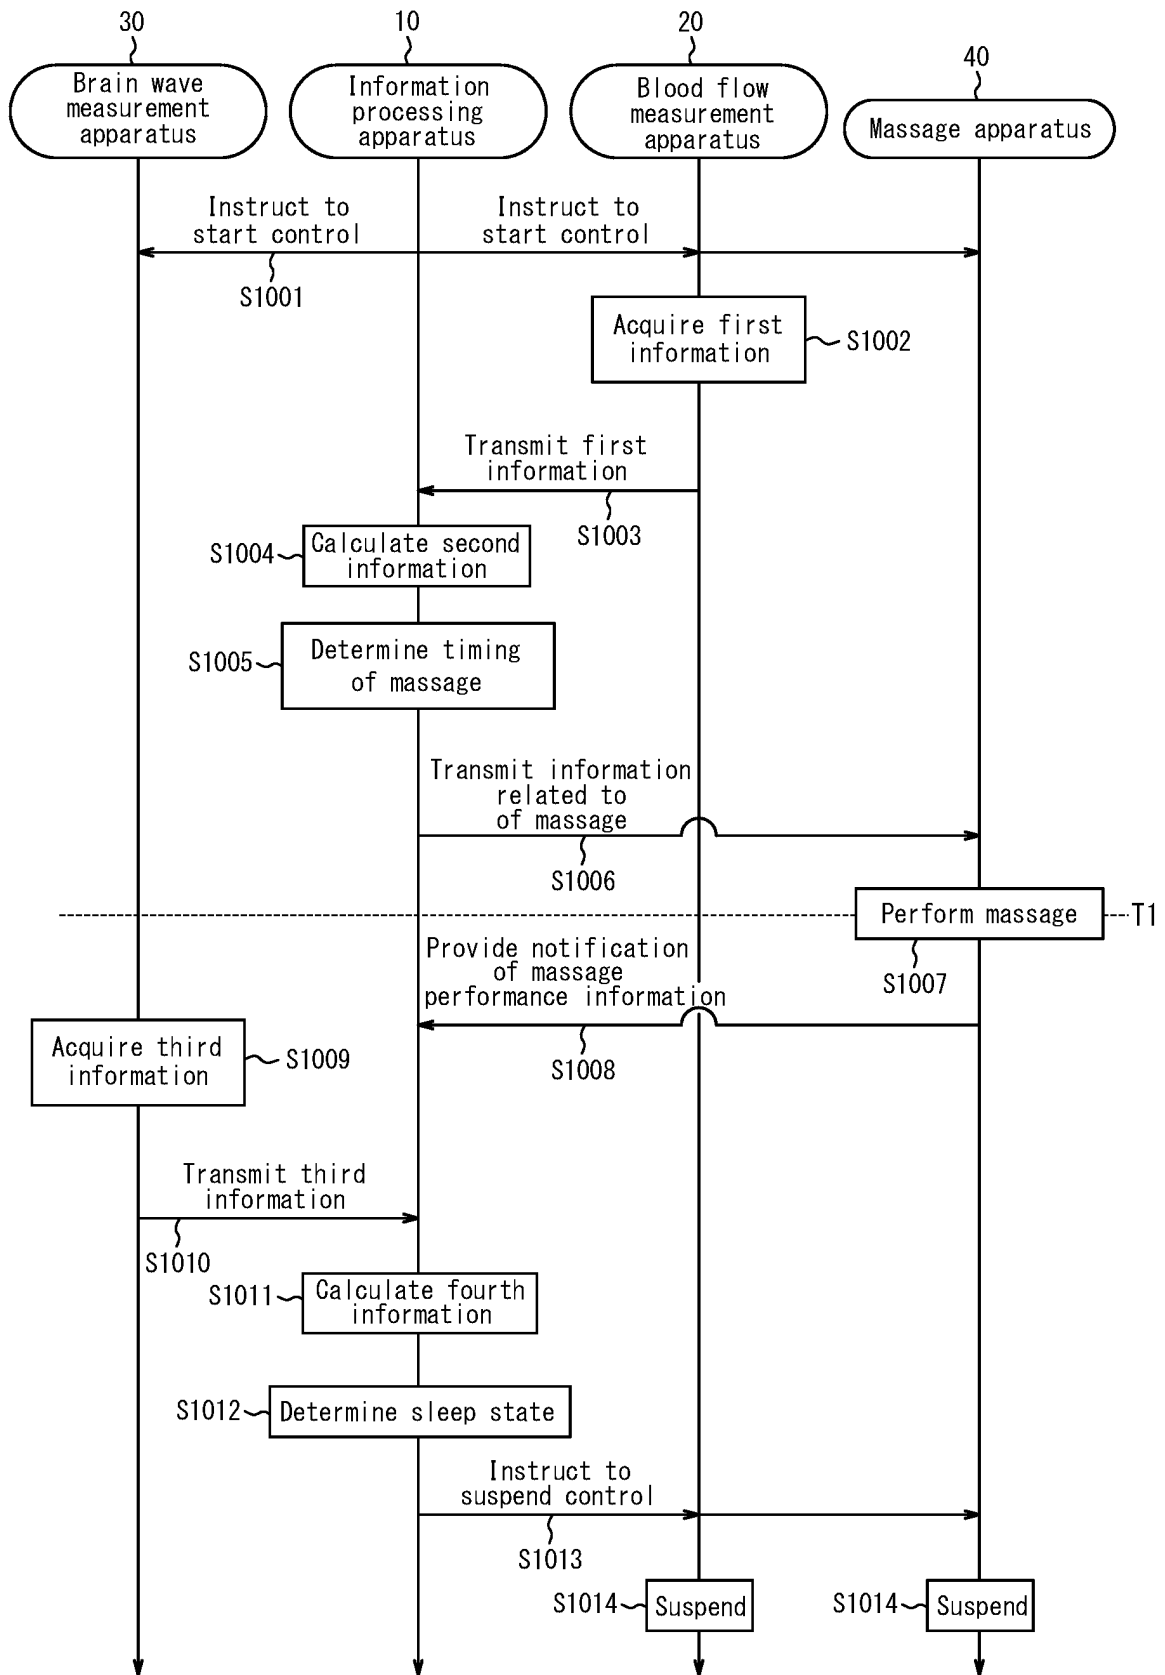 30
10
20
40
Brain wave
measurement
apparatus
Information
processing
apparatus
Blood flow
measurement
apparatus
Massage apparatus
Instruct to
start control
Instruct to
start control
S1001
Acquire first
information
S1002
Transmit first
information
S1003
S1004
Calculate second
information
S1005
Determine timing
of massage
Transmit information
related to
of massage
S1006
Perform massage
T1
S1007
Provide notification
of massage
performance information
S1008
Acquire third
information
S1009
Transmit third
information
S1010
S1011
Calculate fourth
information
S1012
Determine sleep state
Instruct to
suspend control
S1013
S1014
Suspend
S1014
Suspend